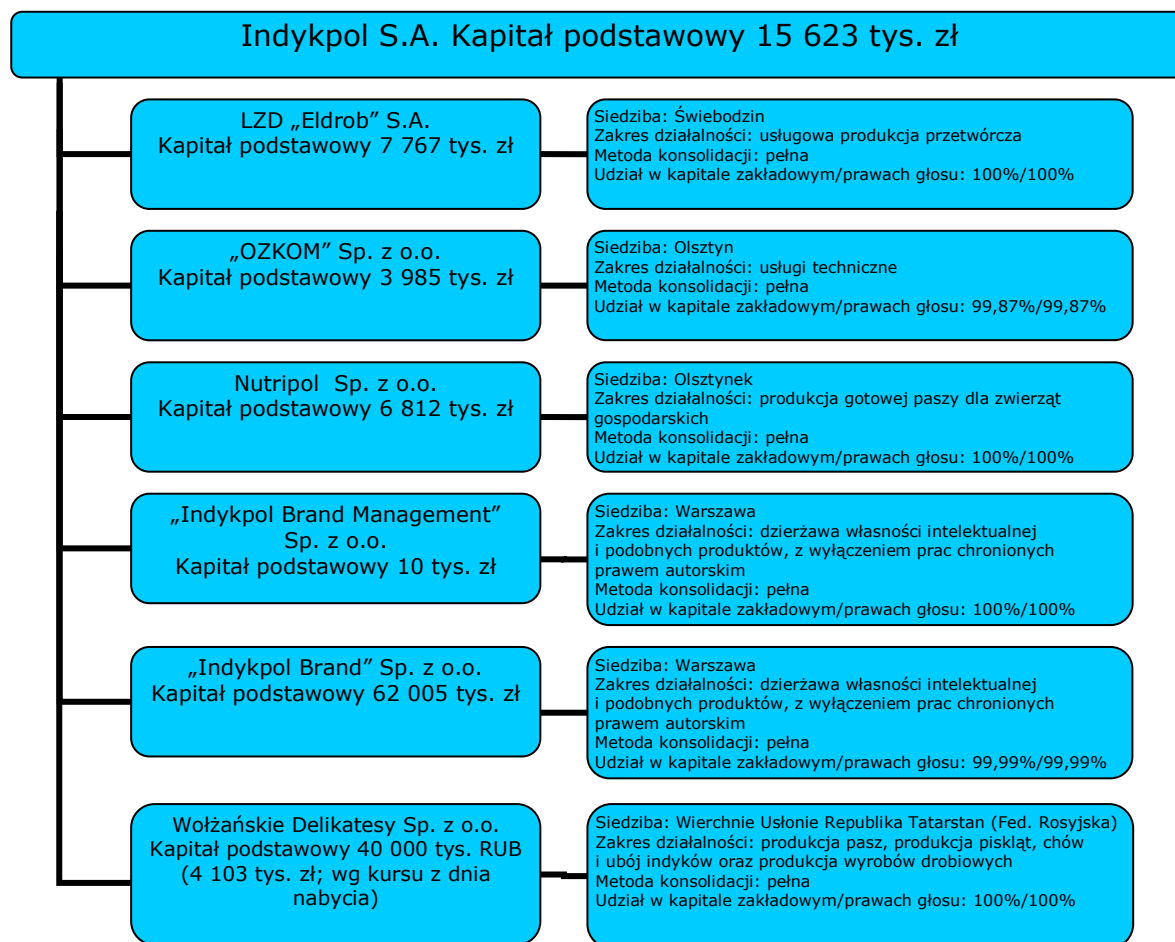 Indykpol S.A. Kapitał podstawowy 15 623 tys. zł
LZD „Eldrob” S.A.
Kapitał podstawowy 7 767 tys. zł
Siedziba: Świebodzin
Zakres działalności: usługowa produkcja przetwórcza
Metoda konsolidacji: pełna
Udział w kapitale zakładowym/prawach głosu: 100%/100%
„OZKOM” Sp. z o.o.
Kapitał podstawowy 3 985 tys. zł
Siedziba: Olsztyn
Zakres działalności: usługi techniczne
Metoda konsolidacji: pełna
Udział w kapitale zakładowym/prawach głosu: 99,87%/99,87%
Nutripol Sp. z o.o.
Kapitał podstawowy 6 812 tys. zł
Siedziba: Olsztynek
Zakres działalności: produkcja gotowej paszy dla zwierząt
gospodarskich
Metoda konsolidacji: pełna
Udział w kapitale zakładowym/prawach głosu: 100%/100%
„Indykpol Brand Management”
Sp. z o.o.
Kapitał podstawowy 10 tys. zł
Siedziba: Warszawa
Zakres działalności: dzierżawa własności intelektualnej
i podobnych produktów, z wyłączeniem prac chronionych
prawem autorskim
Metoda konsolidacji: pełna
Udział w kapitale zakładowym/prawach głosu: 100%/100%
„Indykpol Brand” Sp. z o.o.
Kapitał podstawowy 62 005 tys. zł
Siedziba: Warszawa
Zakres działalności: dzierżawa własności intelektualnej
i podobnych produktów, z wyłączeniem prac chronionych
prawem autorskim
Metoda konsolidacji: pełna
Udział w kapitale zakładowym/prawach głosu: 99,99%/99,99%
Wołżańskie Delikatesy Sp. z o.o.
Kapitał podstawowy 40 000 tys. RUB
(4 103 tys. zł; wg kursu z dnia
nabycia)
Siedziba: Wierchnie Usłonie Republika Tatarstan (Fed. Rosyjska)
Zakres działalności: produkcja pasz, produkcja piskląt, chów
i ubój indyków oraz produkcja wyrobów drobiowych
Metoda konsolidacji: pełna
Udział w kapitale zakładowym/prawach głosu: 100%/100%